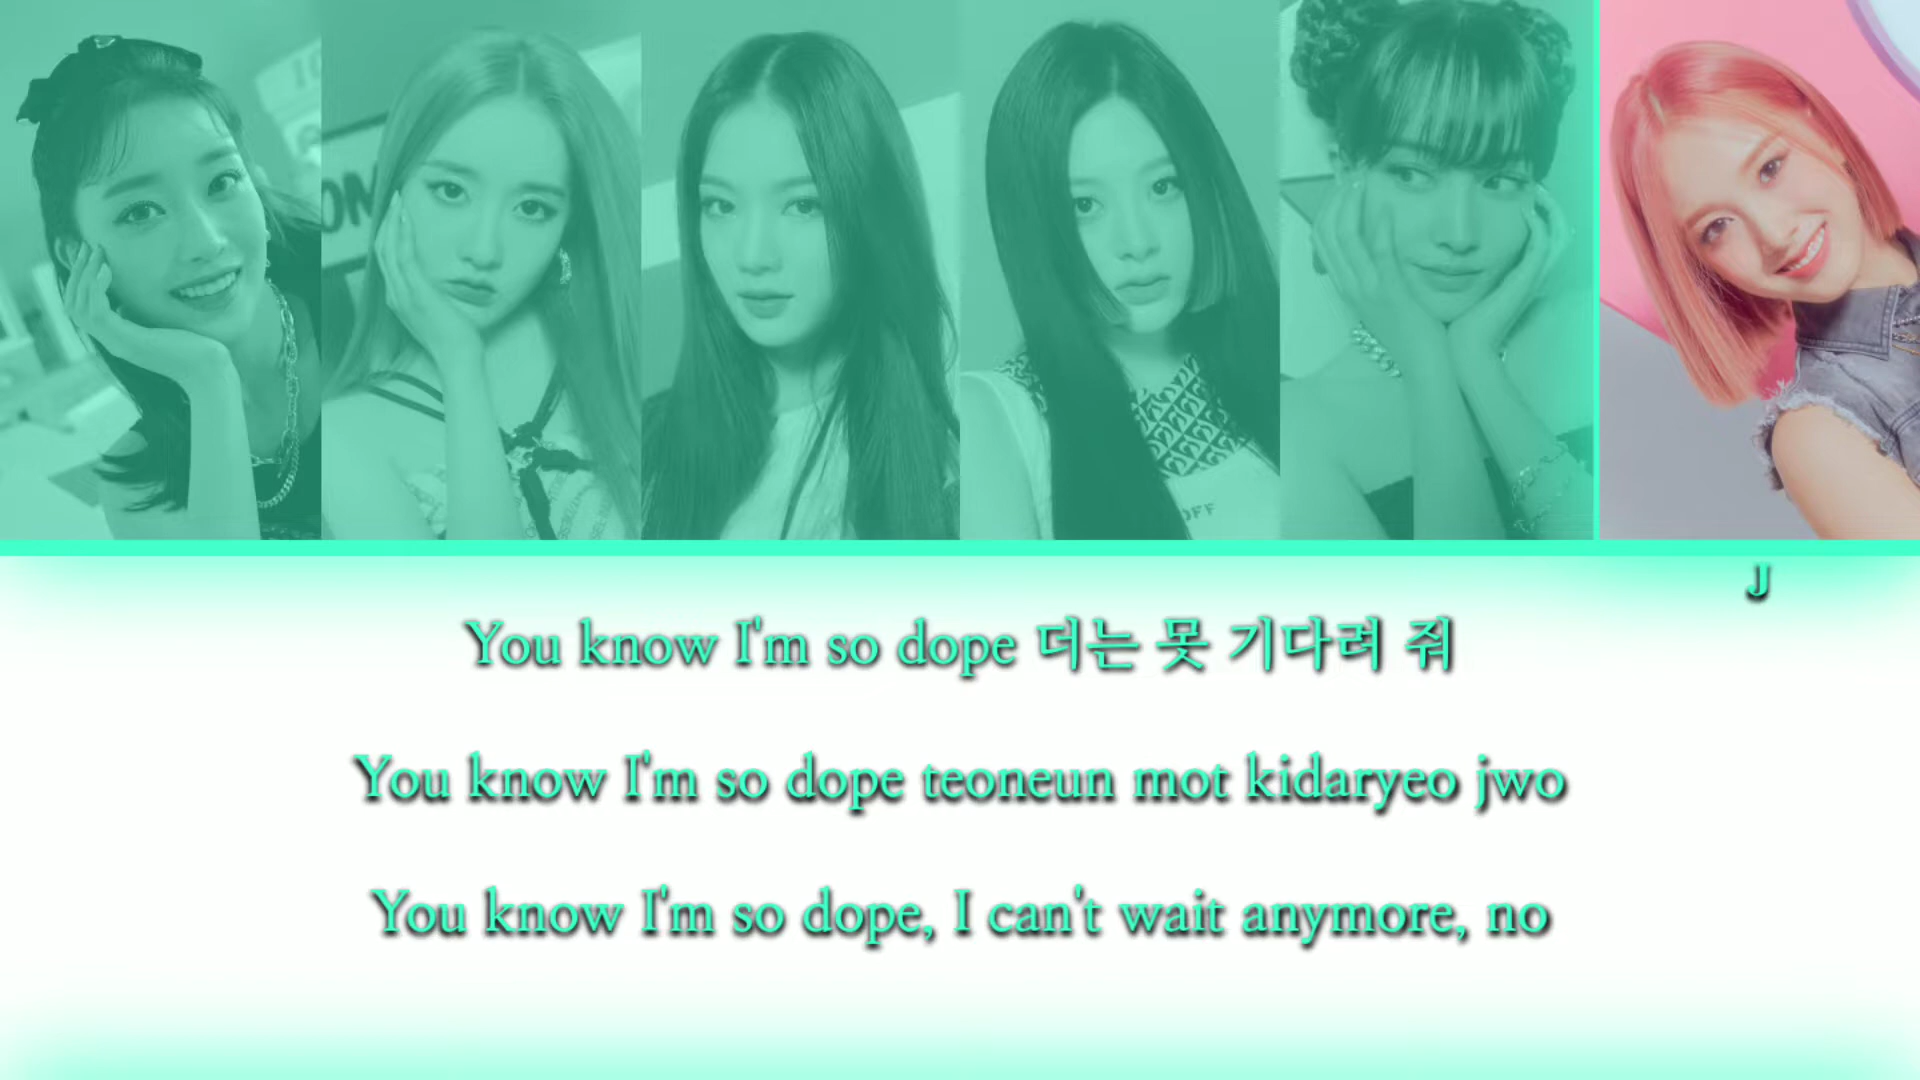 J
You know I'm so dope 더는 못 기다려 줘
You know I'm so dope teoneun mot kidaryeo jwo
You know I'm so dope, I can't wait anymore, no
OFF